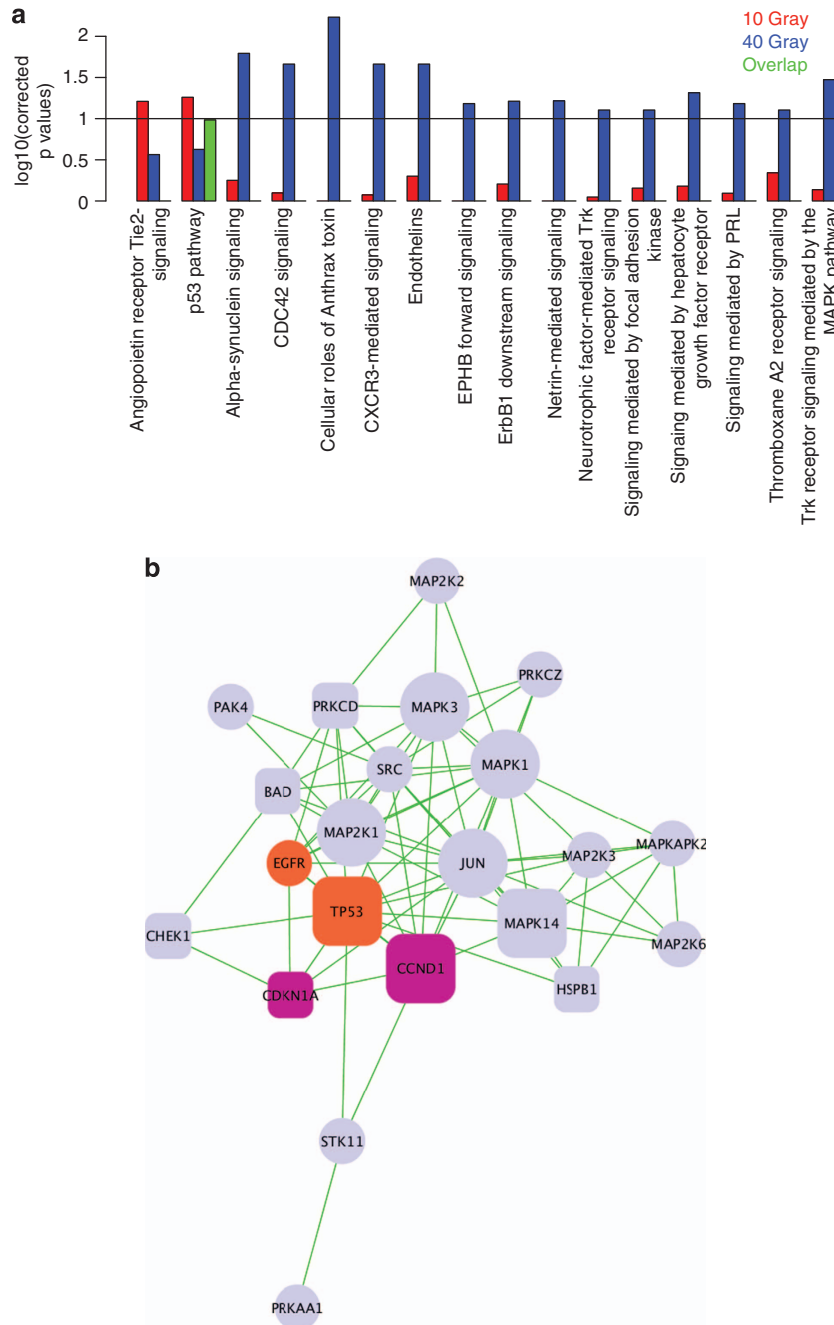 a
10 Gray
40 Gray
Overlap
log10(corrected
p values)
2
1.5
1
0.5
0
Angiopoietin receptor Tie2-
signaling
p53 pathway
Alpha-synuclein signaling
CDC42 signaling
Cellular roles of Anthrax toxin
CXCR3-mediated signaling
Endothelins
EPHB forward signaling
ErbB1 downstream signaling
Netrin-mediated signaling
Neurotrophic factor-mediated Trk
receptor signaling
Signaling mediated by focal adhesion
kinase
Signaing mediated by hepatocyte
growth factor receptor
Signaling mediated by PRL
Thromboxane A2 receptor signaling
Trk receptor signaling mediated by the
MAPK pathway
b
MAP2K2
PRKCZ
PAK4
PRKCD
MAPK3
SRC
MAPK1
BAD
MAP2K1
EGFR
JUN
MAP2K3
MAPKAPK2
TP53
CHEK1
MAPK14
MAP2K6
CCND1
CDKN1A
HSPB1
STK11
PRKAA1